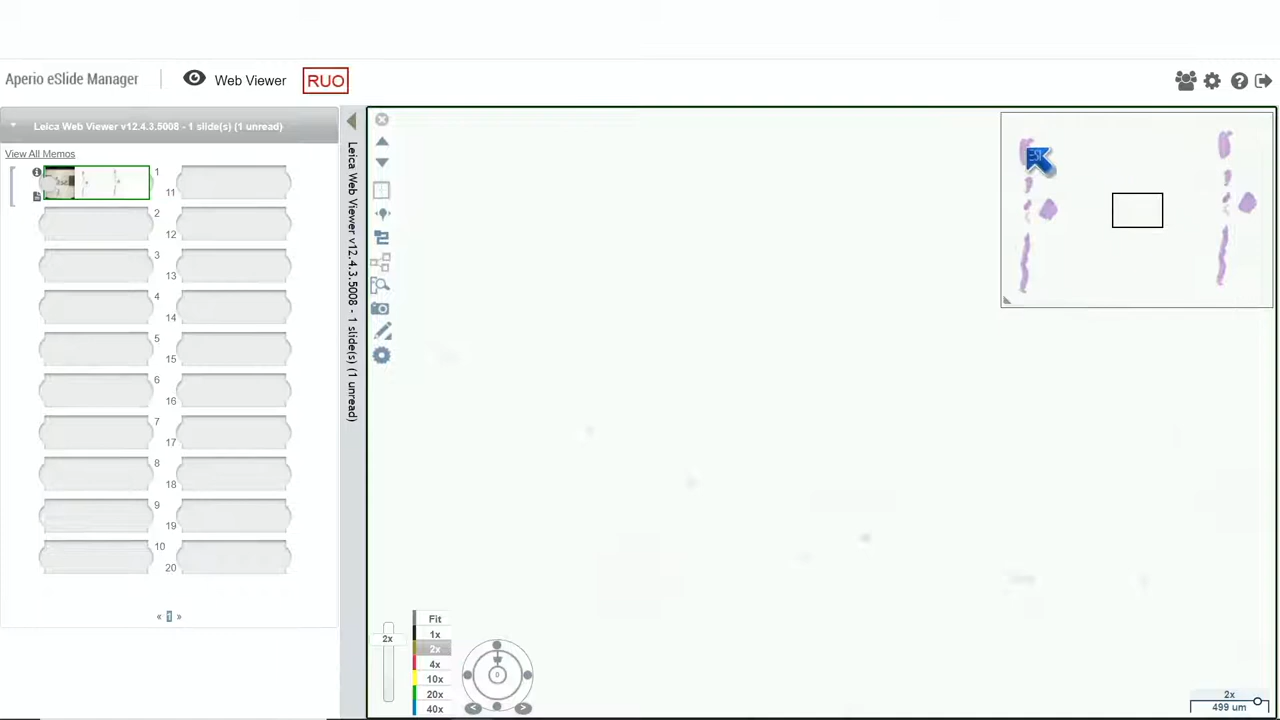 Aperio eSlide Manager
Web Viewer
RUO
Leica Web Viewer v12.4.3.5008 - 1 slide(s) (1 unread)
View All Memos
1
11
2
12
3
13
4
14
5
15
6
16
7
17
8
18
9
19
10
20
« 1 »
Leica Web Viewer v12.4.3.5008 - 1 slide(s) (1 unread)
Fit
1x
2x
2x
4x
10x
20x
40x
0
2x
499 um